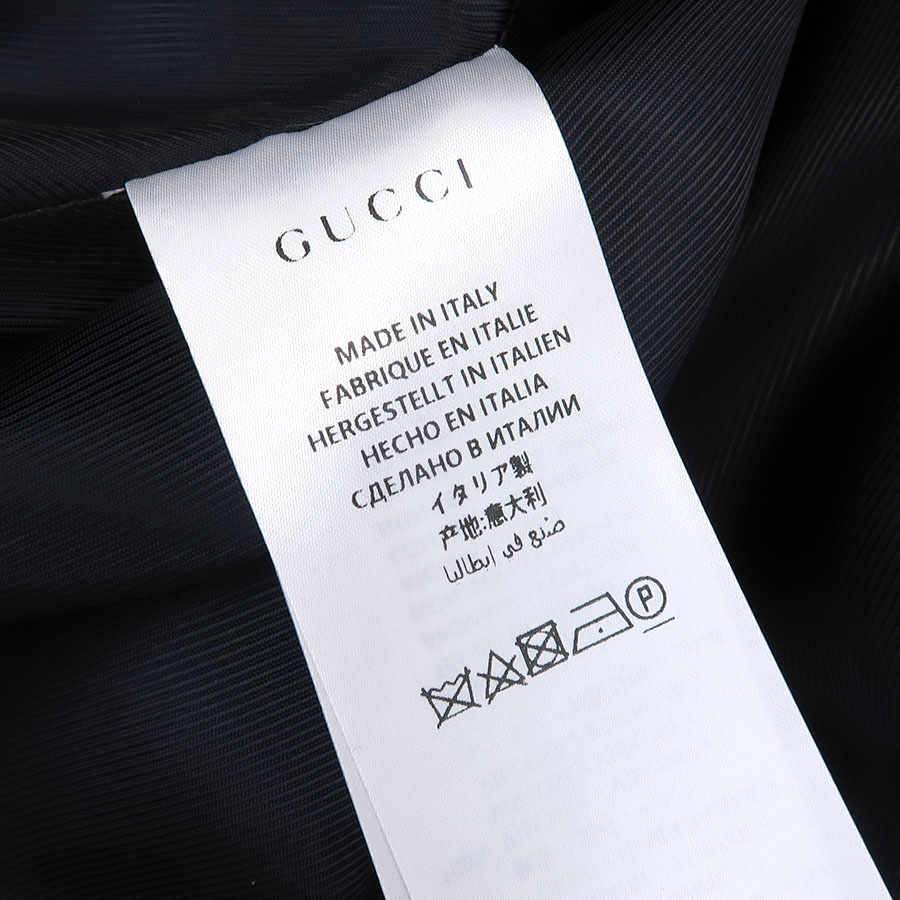 GUCCI
MADE IN ITALY
FABRIQUE EN ITALIE
HERGESTELLT IN ITALIEN
HECHO EN ITALIA
СДЕЛАНО В ИТАЛИИ
イタリア製
产地:意大利
صنع في ايطاليا
P